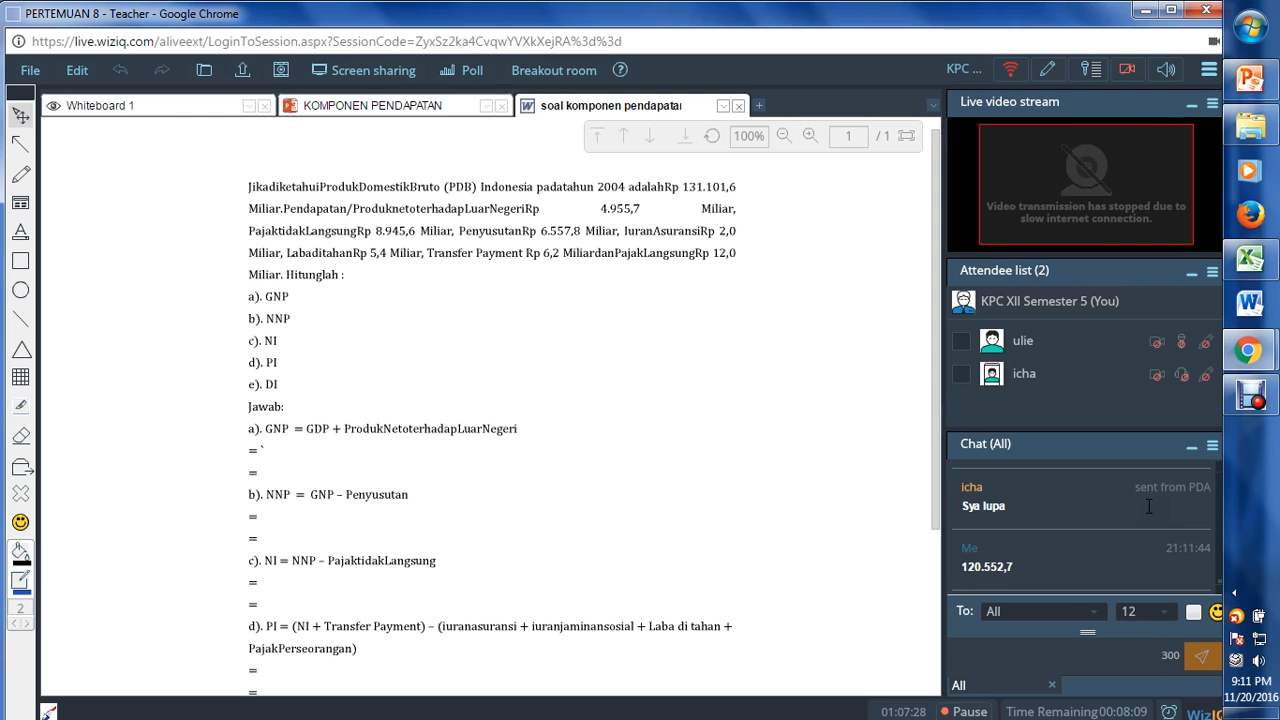 PERTEMUAN 8 - Teacher - Google Chrome
https://live.wiziq.com/aliveext/LoginToSession.aspx?SessionCode=ZyxSz2ka4CvqwYVXkXejRA%3d%3d
File Edit Screen sharing Poll Breakout room KPC ...
Whiteboard 1 KOMPONEN PENDAPATAN soal komponen pendapatar
100% 1 / 1
JikadiketahuiProdukDomestikBruto (PDB) Indonesia padatahun 2004 adalahRp 131.101,6
Miliar.Pendapatan/ProduknetoterhadapLuarNegeriRp 4.955,7 Miliar,
PajaktidakLangsungRp 8.945,6 Miliar, PenyusutanRp 6.557,8 Miliar, IuranAsuransiRp 2,0
Miliar, LabaditahanRp 5,4 Miliar, Transfer Payment Rp 6,2 MiliardanPajakLangsungRp 12,0
Miliar. Hitunglah :
a). GNP
b). NNP
c). NI
d). PI
e). DI
Jawab:
a). GNP = GDP + ProdukNetoterhadapLuarNegeri
= `
=
b). NNP = GNP – Penyusutan
=
=
c). NI = NNP – PajaktidakLangsung
=
=
d). PI = (NI + Transfer Payment) – (iuranasuransi + iuranjaminansosial + Laba di tahan +
PajakPerseorangan)
=
=
2
Live video stream
Video transmission has stopped due to
slow internet connection.
Attendee list (2)
KPC XII Semester 5 (You)
ulie
icha
Chat (All)
icha sent from PDA
Sya lupa
Me 21:11:44
120.552,7
To: All 12
300
All
01:07:28 Pause Time Remaining 00:08:09 WizIQ
9:11 PM
11/20/2016